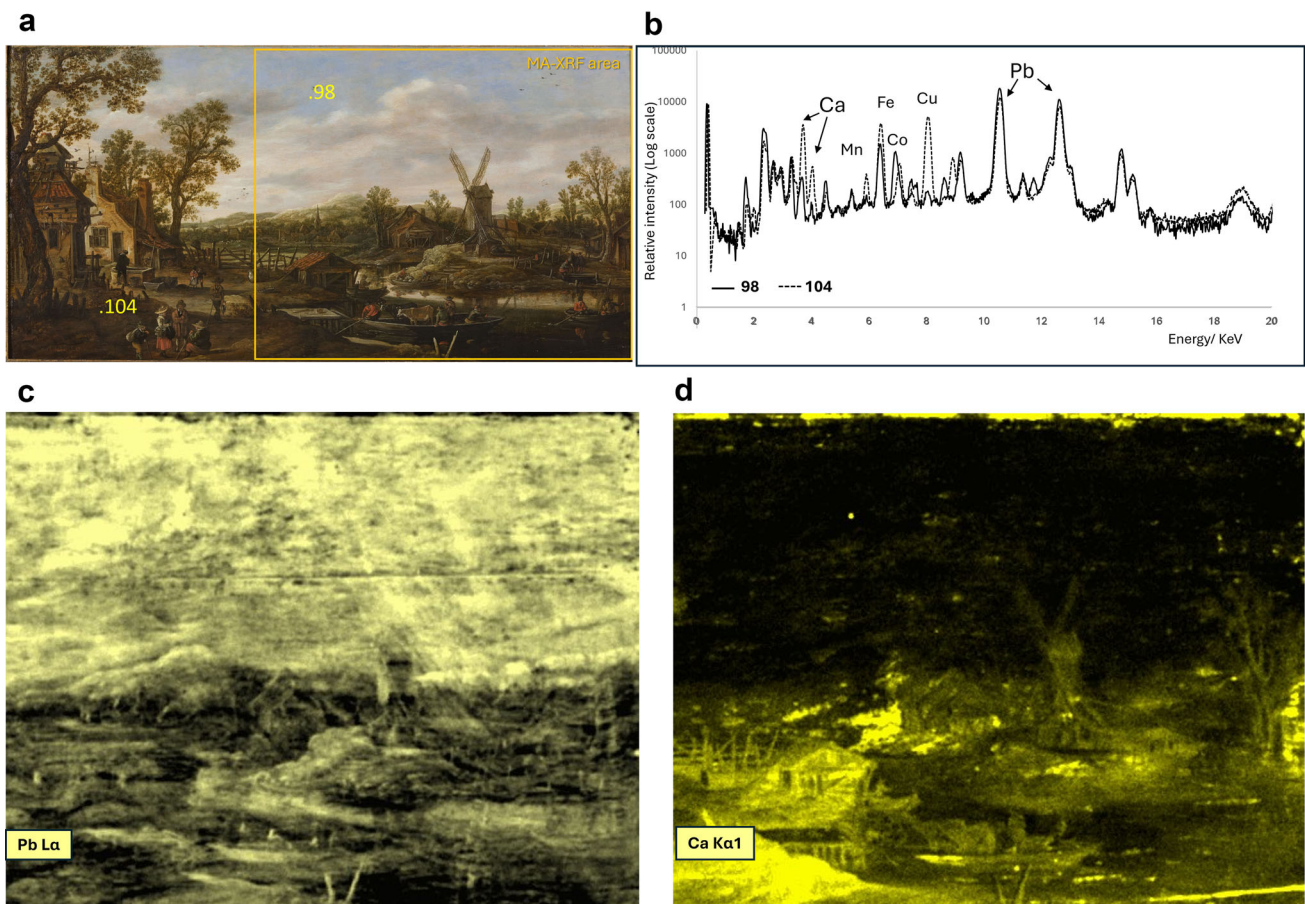 a
MA-XRF area
.98
.104
b
Relative intensity (Log scale)
100000
10000
1000
100
10
1
0 2 4 6 8 10 12 14 16 18 20
Energy/ KeV
Ca
Mn
Fe
Co
Cu
Pb
98 104
c
Pb Lα
d
Ca Kα1